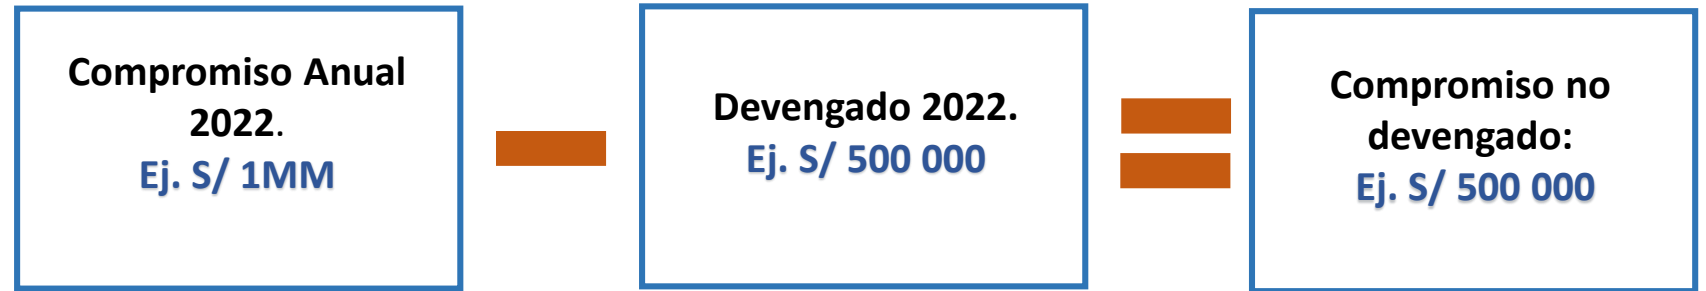 Compromiso Anual
2022.
Ej. S/ 1MM
Devengado 2022.
Ej. S/ 500 000
Compromiso no
devengado:
Ej. S/ 500 000